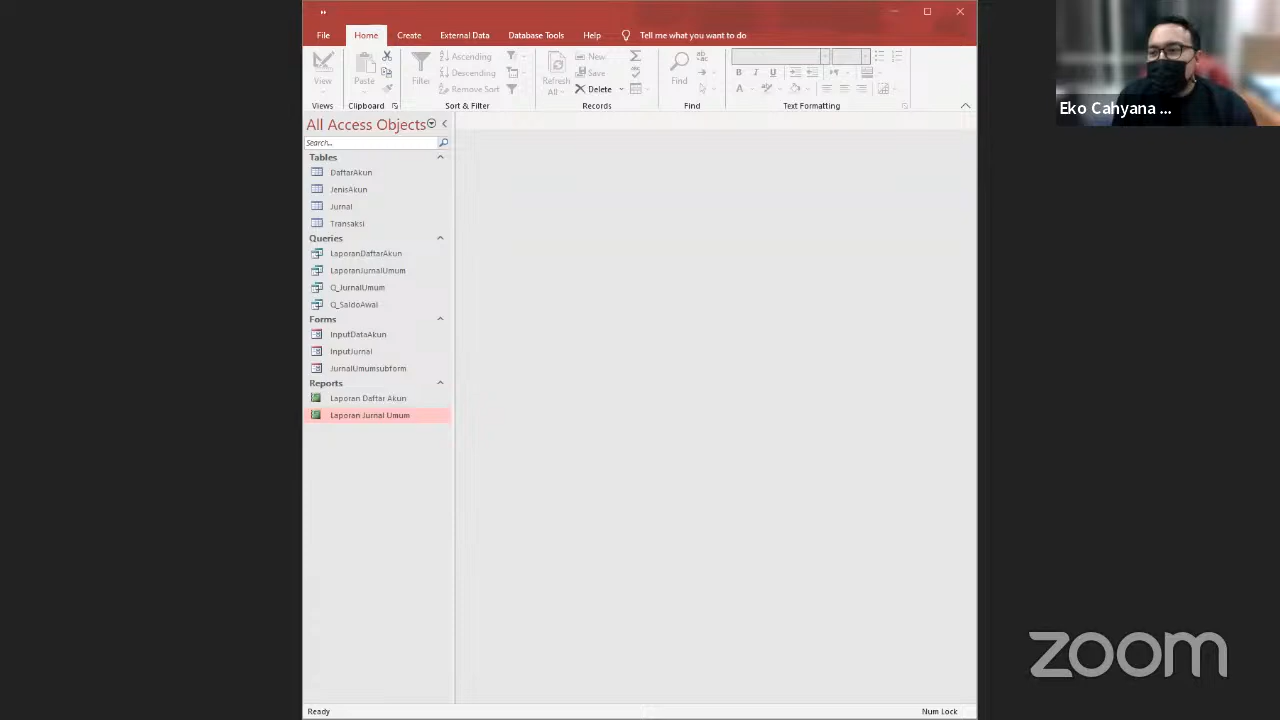 File Home Create External Data Database Tools Help Tell me what you want to do
View
Paste
Filter
Ascending
Descending
Remove Sort
Refresh
All
New
Save
Delete
Find
B I U
A
Views Clipboard Sort & Filter Records Find Text Formatting
All Access Objects
Search...
Tables
DaftarAkun
JenisAkun
Jurnal
Transaksi
Queries
LaporanDaftarAkun
LaporanJurnalUmum
Q_JurnalUmum
Q_SaldoAwal
Forms
InputDataAkun
InputJurnal
JurnalUmumsubform
Reports
Laporan Daftar Akun
Laporan Jurnal Umum
Ready
Num Lock
Eko Cahyana ...
zoom